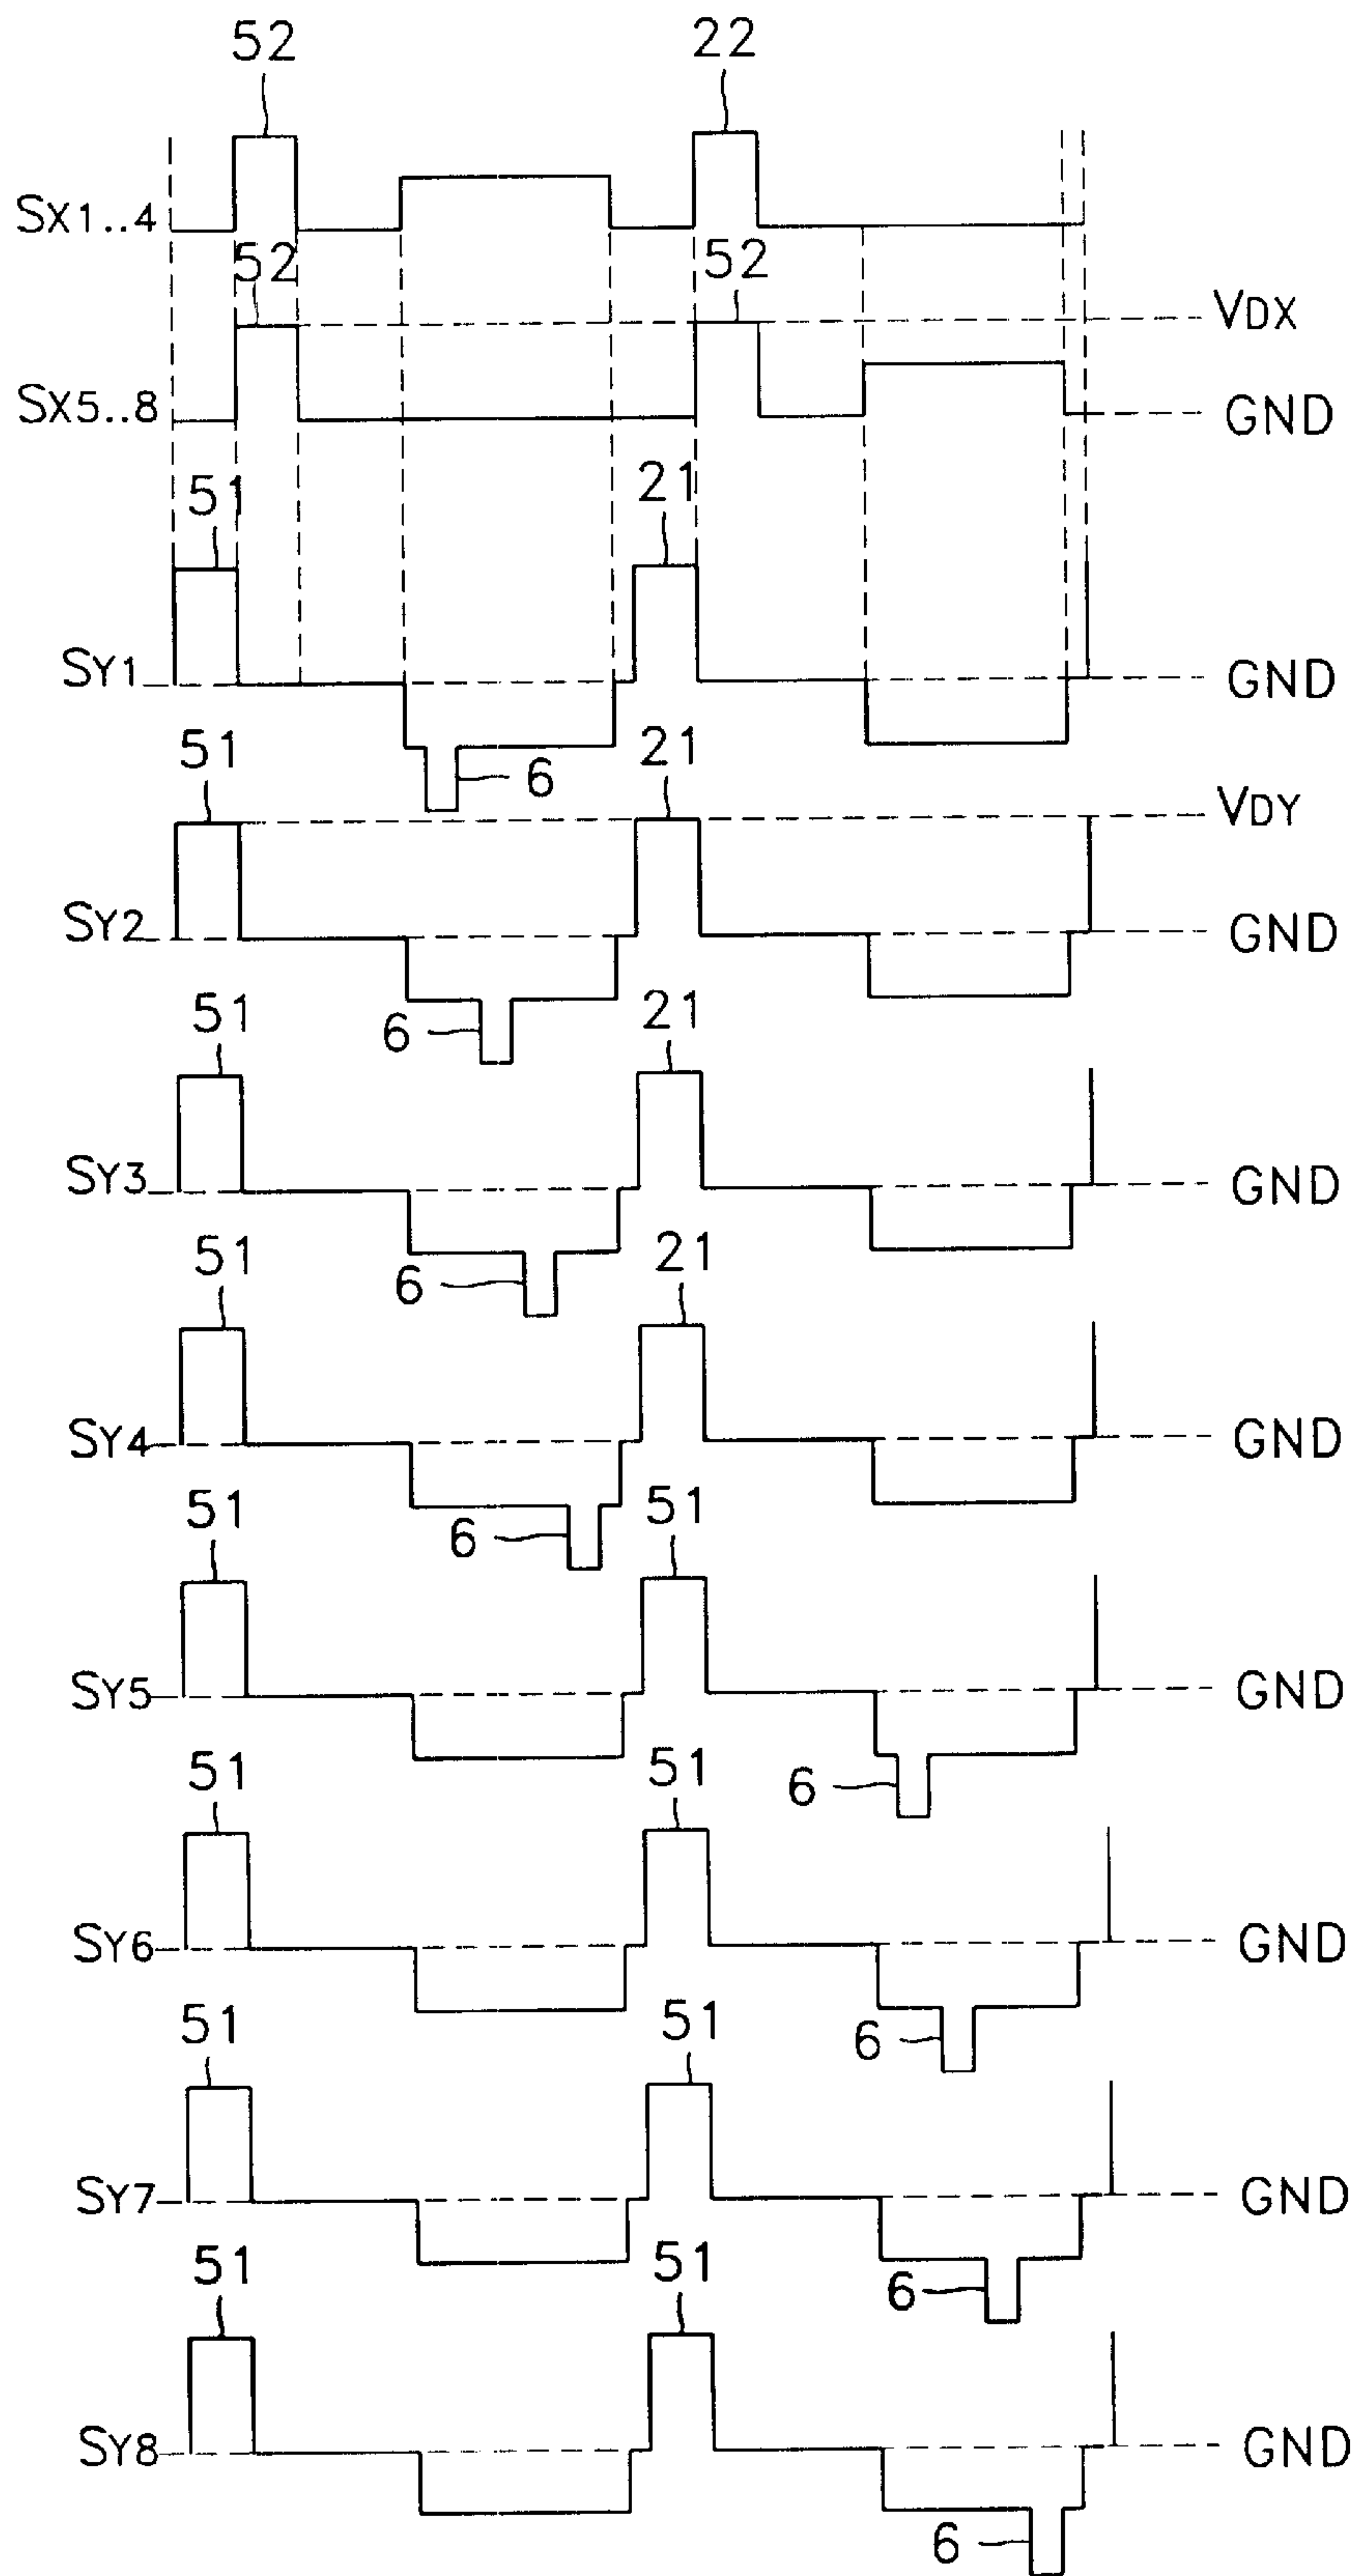 52 22
SX1..4
52 52
VDX
SX5..8 GND
51 21
SY1 GND
6
51 21
VDY
SY2 GND
6
51 21
SY3 GND
6
51 21
SY4 GND
6
51 51
SY5 GND
6
51 51
SY6 GND
6
51 51
SY7 GND
6
51 51
SY8 GND
6